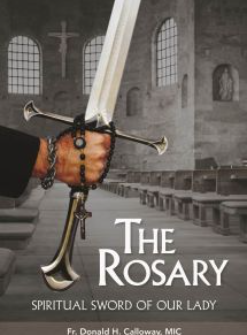 THE
ROSARY
SPIRITUAL SWORD OF OUR LADY
Fr. Donald H. Calloway, MIC